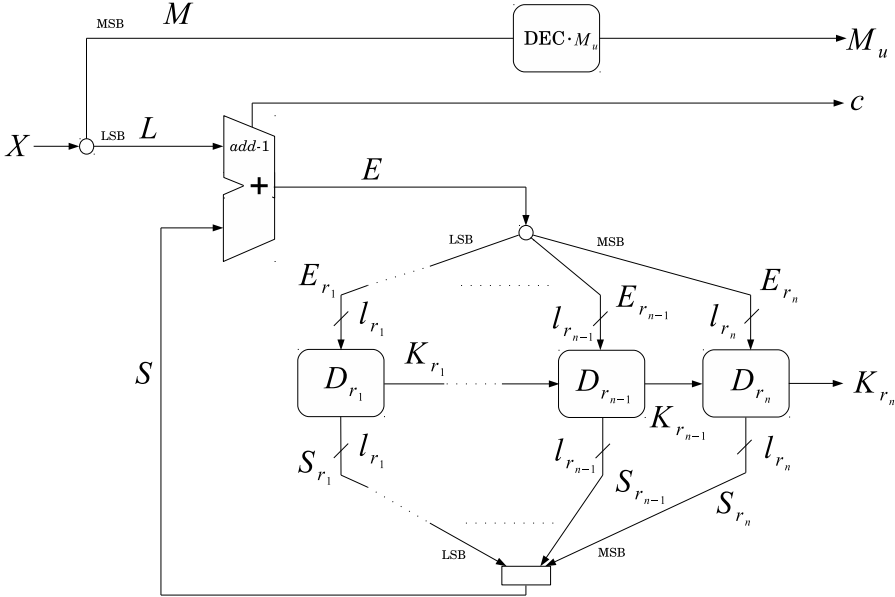 MSB M
DEC·M_u
M_u
c
X LSB L
add-1
+
E
LSB MSB
E_{r_1} E_{r_{n-1}} E_{r_n}
l_{r_1} l_{r_{n-1}} l_{r_n}
D_{r_1} K_{r_1} D_{r_{n-1}} D_{r_n} K_{r_n}
S
K_{r_{n-1}}
S_{r_1} l_{r_1} l_{r_{n-1}} l_{r_n}
S_{r_{n-1}} S_{r_n}
LSB MSB